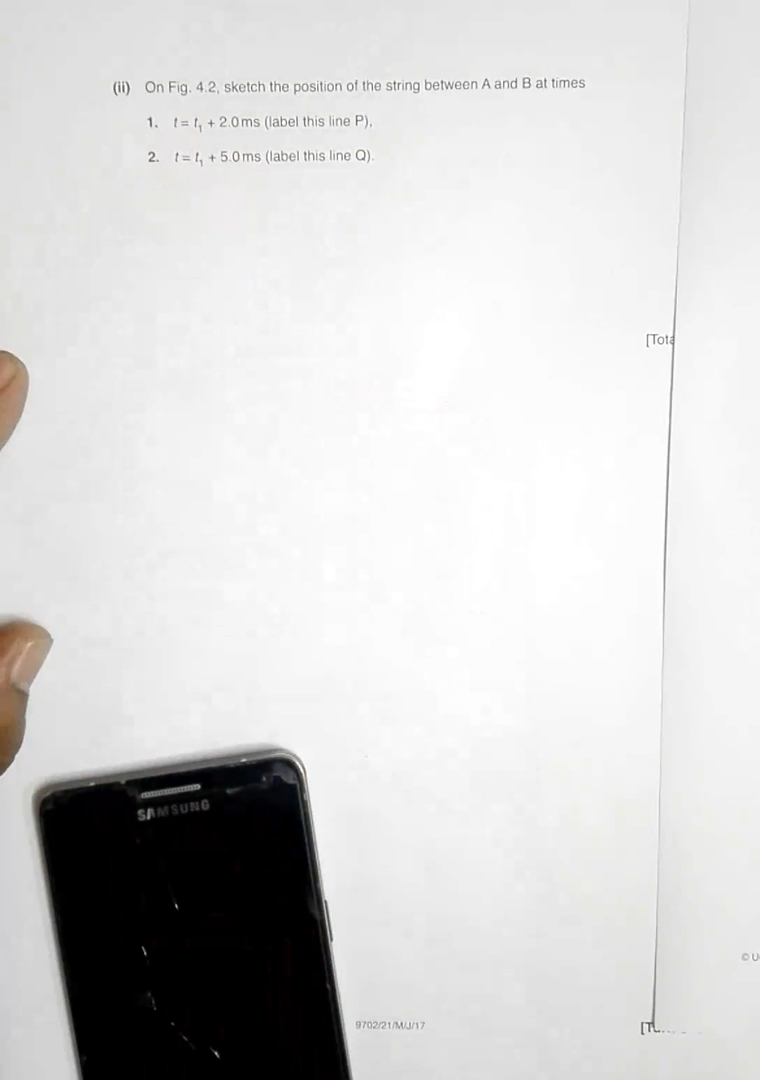 (ii) On Fig. 4.2, sketch the position of the string between A and B at times
1. t = t₁ + 2.0 ms (label this line P),
2. t = t₁ + 5.0 ms (label this line Q).
[Tota
SAMSUNG
© U
9702/21/M/J/17